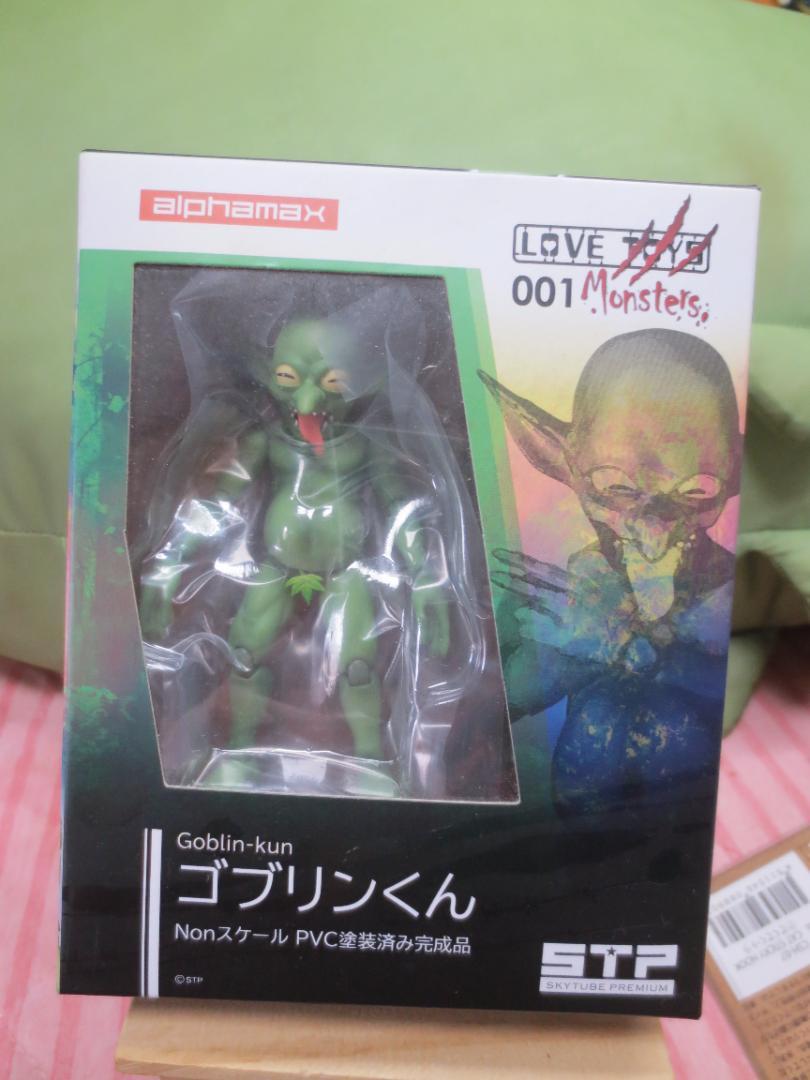 alphamax
LOVE TOYS
001 Monsters
Goblin-kun
ゴブリンくん
Nonスケール PVC塗装済み完成品
©STP
STP
SKYTUBE PREMIUM